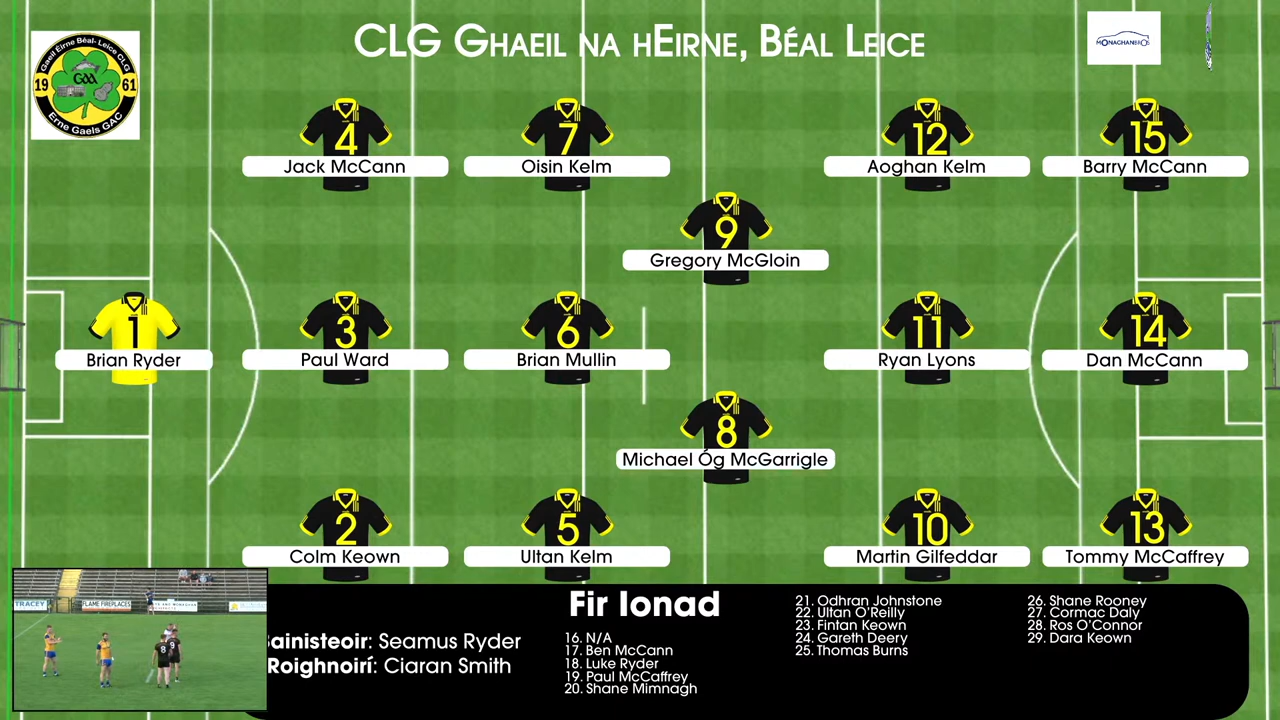 CLG GHAEIL NA HEIRNE, BÉAL LEICE
Gaeil Éirne Béal- Leice CLG
19 GAA 61
Erne Gaels GAC
MONAGHANBROS
4
Jack McCann
7
Oisin Kelm
12
Aoghan Kelm
15
Barry McCann
9
Gregory McGloin
1
Brian Ryder
3
Paul Ward
6
Brian Mullin
11
Ryan Lyons
14
Dan McCann
8
Michael Óg McGarrigle
2
Colm Keown
5
Ultan Kelm
10
Martin Gilfeddar
13
Tommy McCaffrey
TRACEY
FLAME FIREPLACES
8
9
ainisteoir: Seamus Ryder
Roighnoirí: Ciaran Smith
Fir Ionad
16. N/A
17. Ben McCann
18. Luke Ryder
19. Paul McCaffrey
20. Shane Mimnagh
21. Odhran Johnstone
22. Ultan O'Reilly
23. Fintan Keown
24. Gareth Deery
25. Thomas Burns
26. Shane Rooney
27. Cormac Daly
28. Ros O'Connor
29. Dara Keown